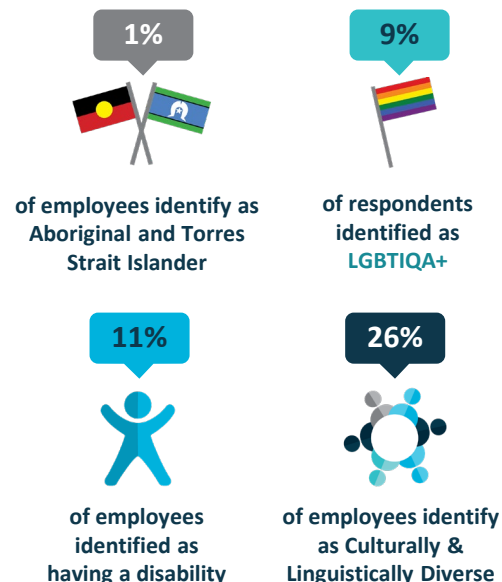 1%
of employees identify as
Aboriginal and Torres
Strait Islander
9%
of respondents
identified as
LGBTIQA+
11%
of employees
identified as
having a disability
26%
of employees identify
as Culturally &
Linguistically Diverse